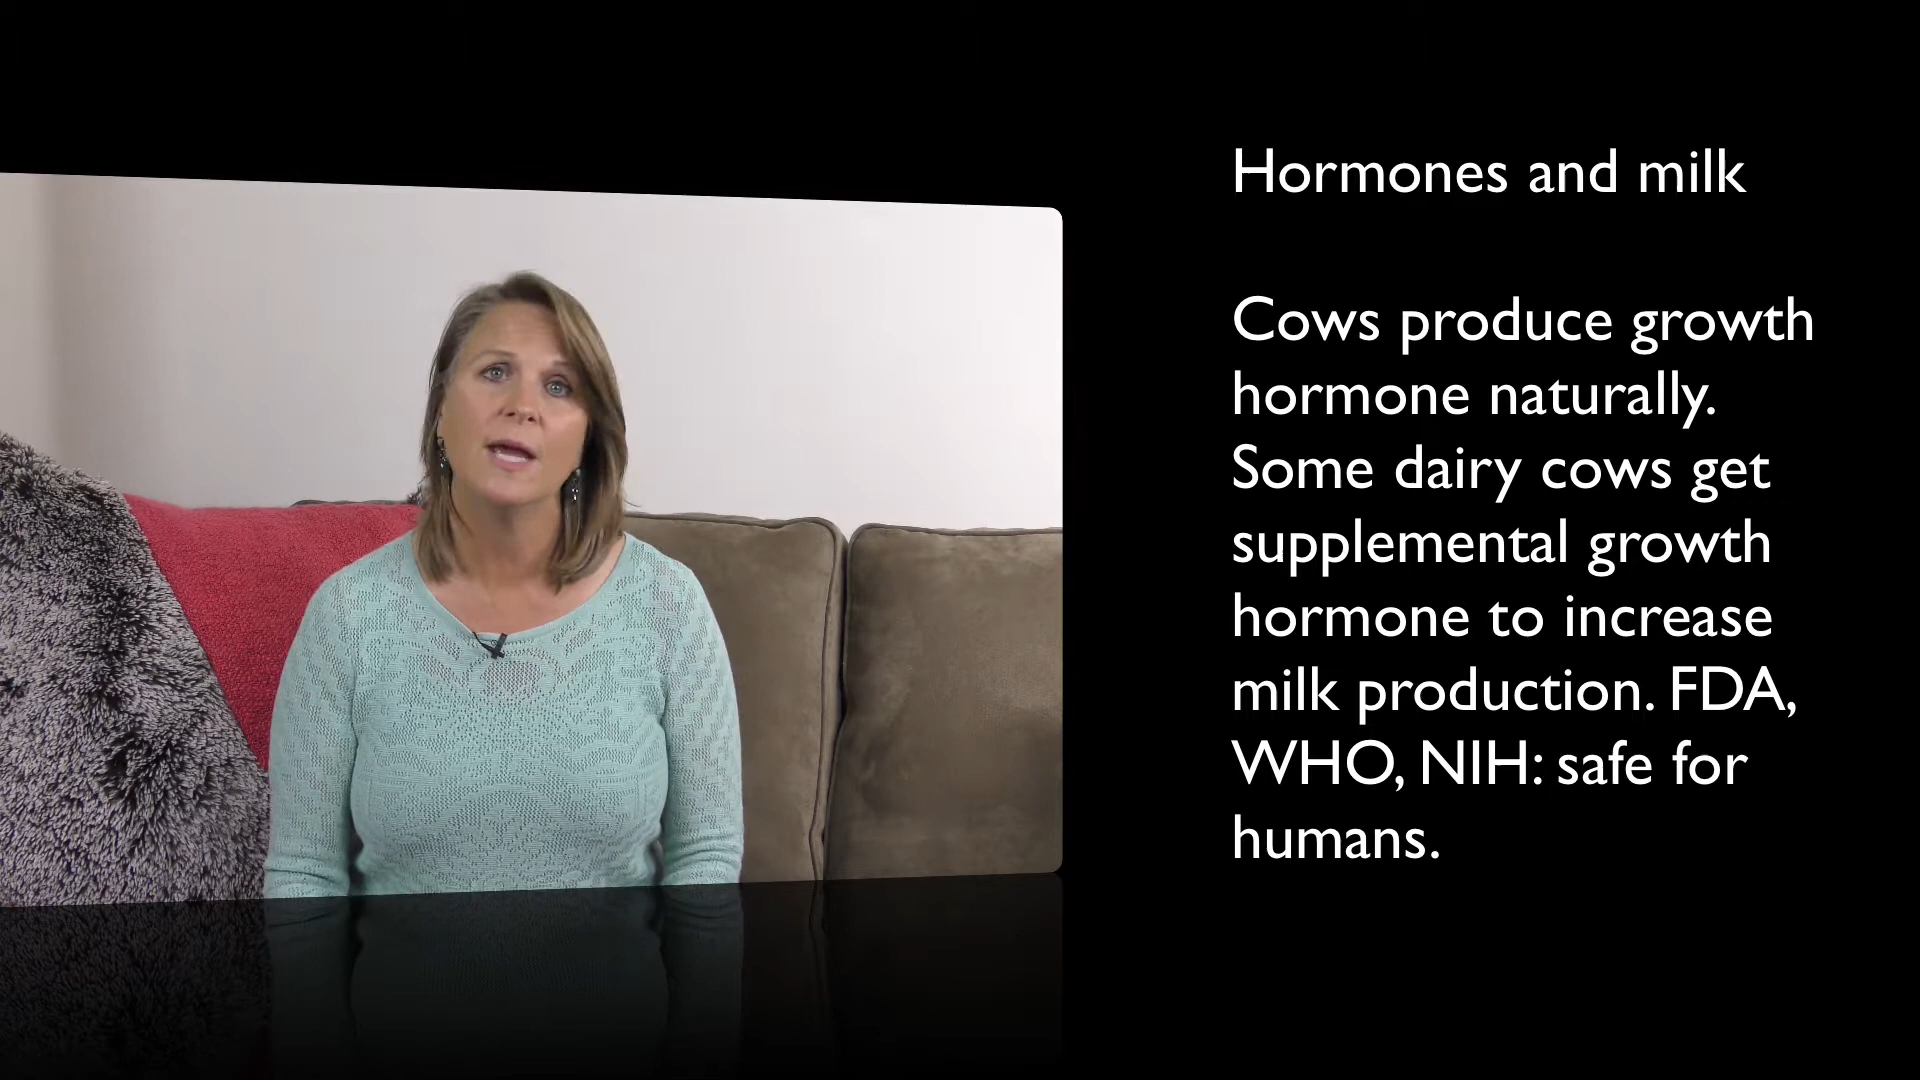 Hormones and milk
Cows produce growth
hormone naturally.
Some dairy cows get
supplemental growth
hormone to increase
milk production. FDA,
WHO, NIH: safe for
humans.